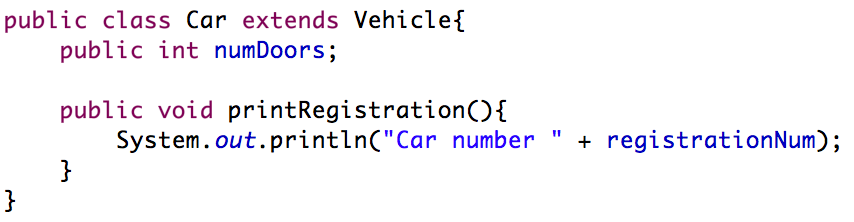 public class Car extends Vehicle{
    public int numDoors;

    public void printRegistration(){
        System.out.println("Car number " + registrationNum);
    }
}